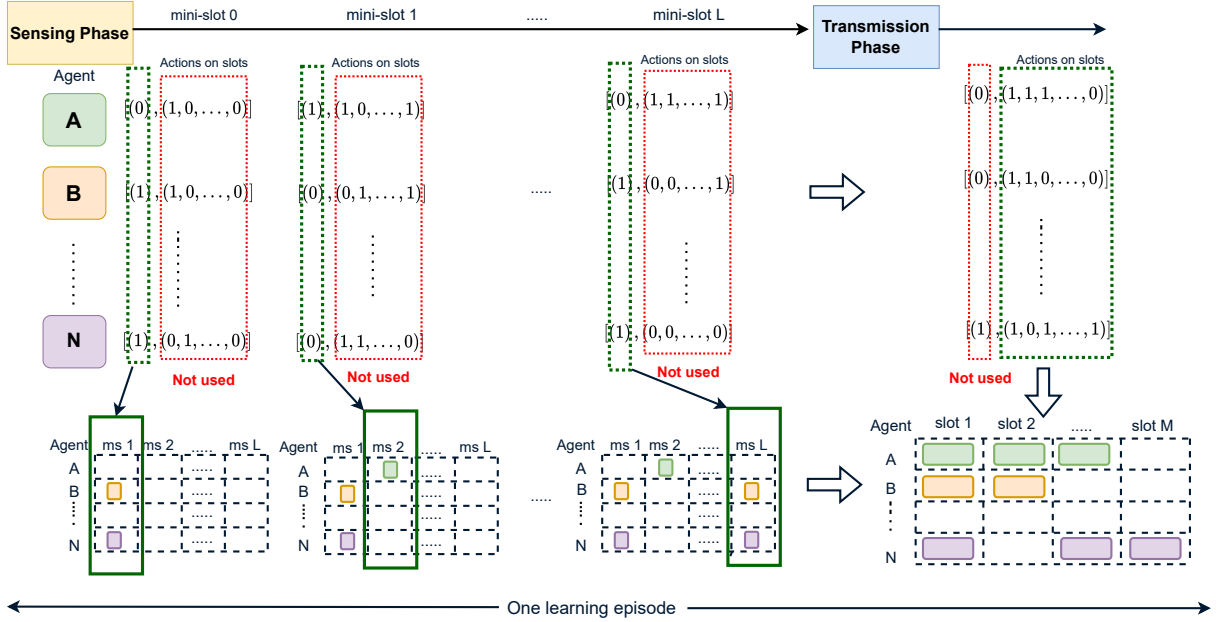 Sensing Phase
mini-slot 0
mini-slot 1
.....
mini-slot L
Transmission
Phase
Agent
Actions on slots
Actions on slots
Actions on slots
Actions on slots
A
[(0),(1,0,...,0)]
[(1),(1,0,...,1)]
[(0),(1,1,...,1)]
[(0),(1,1,1,...,0)]
B
[(1),(1,0,...,0)]
[(0),(0,1,...,1)]
.....
[(1),(0,0,...,1)]
[(0),(1,1,0,...,0)]
N
[(1),(0,1,...,0)]
[(0),(1,1,...,0)]
[(1),(0,0,...,0)]
[(1),(1,0,1,...,1)]
Not used
Not used
Not used
Not used
Agent ms 1 ms 2 ..... ms L
A .....
B .....
.....
N .....
Agent ms 1 ms 2 ..... ms L
A .....
B .....
.....
N .....
.....
Agent ms 1 ms 2 ..... ms L
A .....
B .....
.....
N .....
Agent slot 1 slot 2 ..... slot M
A
B
N
One learning episode